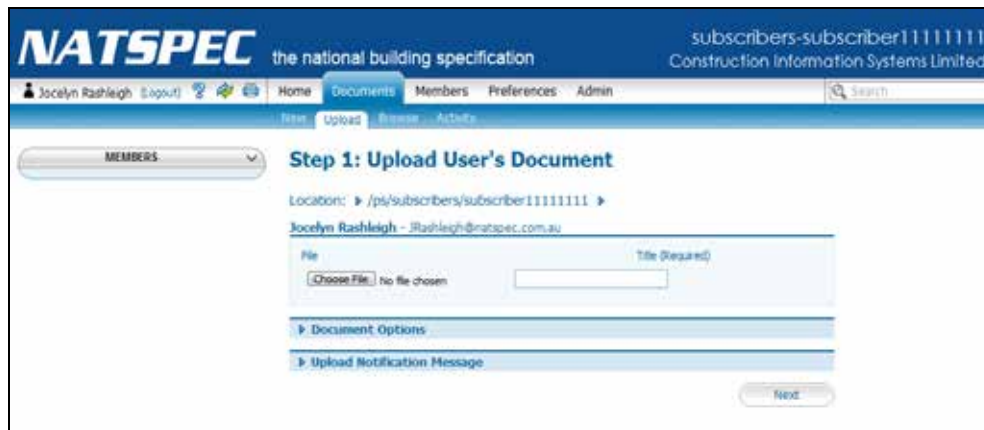 NATSPEC the national building specification
subscribers-subscriber11111111
Construction Information Systems Limited
Jocelyn Rashleigh (Logout)
Home Documents Members Preferences Admin
Search
New Upload Browse Activity
MEMBERS
Step 1: Upload User's Document
Location: /ps/subscribers/subscriber11111111
Jocelyn Rashleigh - JRashleigh@natspec.com.au
File Title (Required)
Choose File No file chosen
Document Options
Upload Notification Message
Next